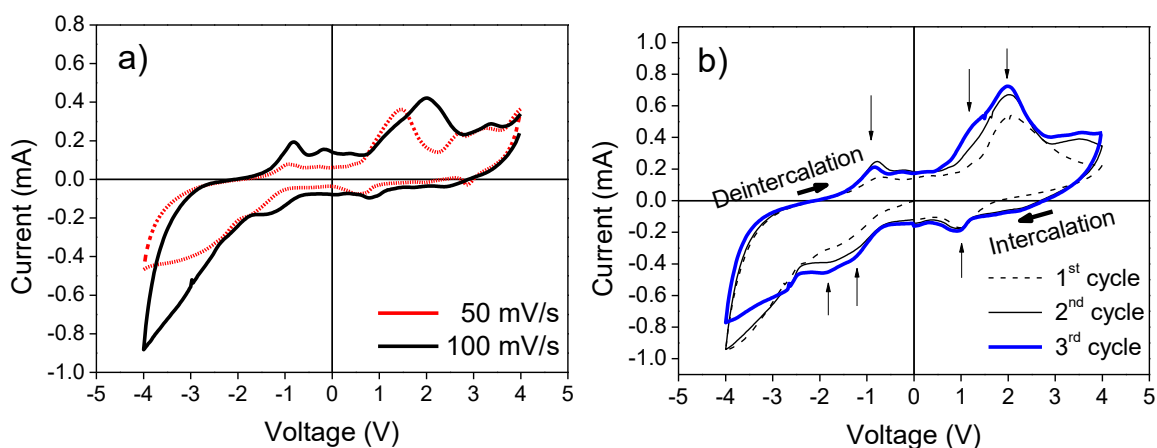 a)
Current (mA)
0.8
0.6
0.4
0.2
0.0
-0.2
-0.4
-0.6
-0.8
-1.0
-5 -4 -3 -2 -1 0 1 2 3 4 5
Voltage (V)
50 mV/s
100 mV/s
b)
Current (mA)
1.0
0.8
0.6
0.4
0.2
0.0
-0.2
-0.4
-0.6
-0.8
-1.0
-5 -4 -3 -2 -1 0 1 2 3 4 5
Voltage (V)
Deintercalation
Intercalation
1st cycle
2nd cycle
3rd cycle